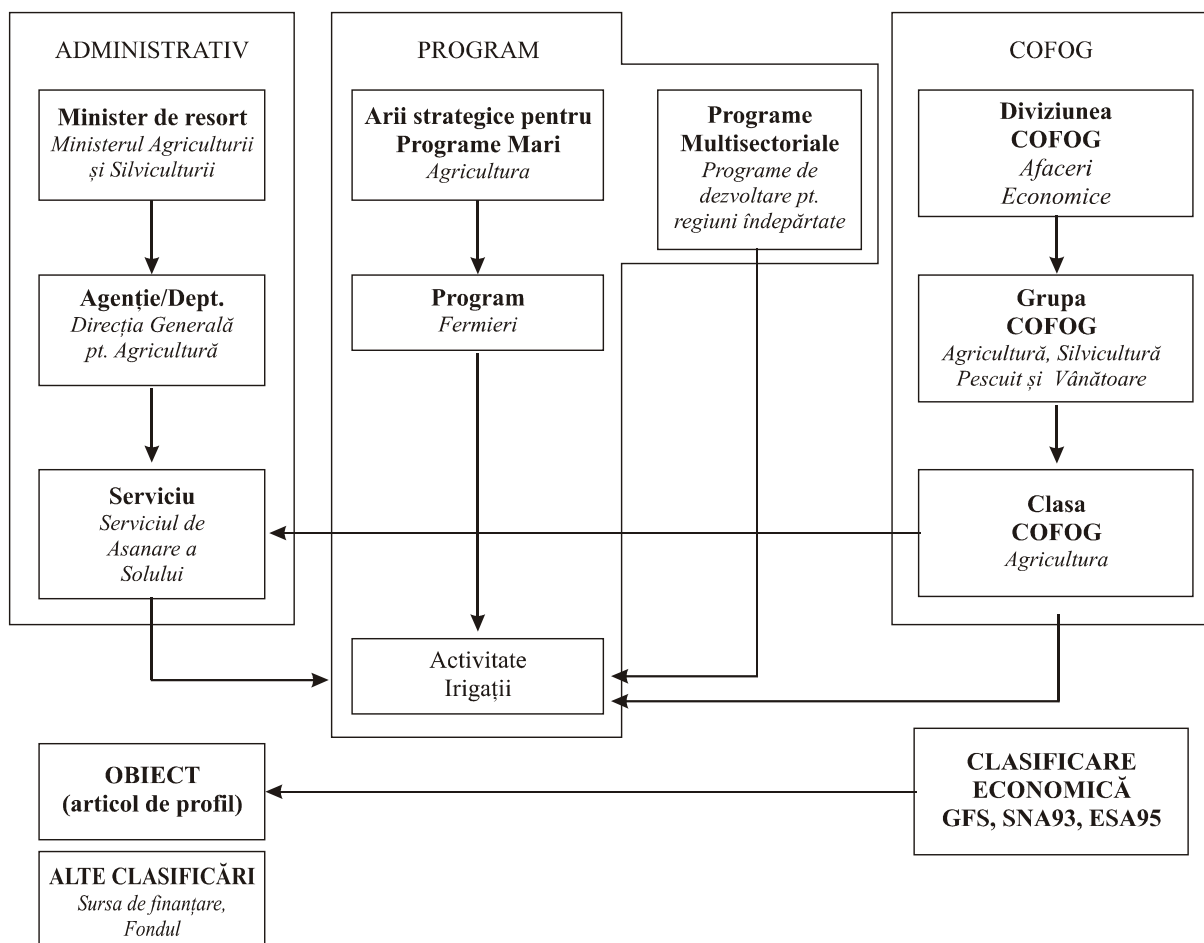 ADMINISTRATIV
Minister de resort
Ministerul Agriculturii
și Silviculturii
Agenție/Dept.
Direcția Generală
pt. Agricultură
Serviciu
Serviciul de
Asanare a
Solului
PROGRAM
Arii strategice pentru
Programe Mari
Agricultura
Programe
Multisectoriale
Programe de
dezvoltare pt.
regiuni îndepărtate
Program
Fermieri
Activitate
Irigații
COFOG
Diviziunea
COFOG
Afaceri
Economice
Grupa
COFOG
Agricultură, Silvicultură
Pescuit și Vânătoare
Clasa
COFOG
Agricultura
OBIECT
(articol de profil)
CLASIFICARE
ECONOMICĂ
GFS, SNA93, ESA95
ALTE CLASIFICĂRI
Sursa de finanțare,
Fondul